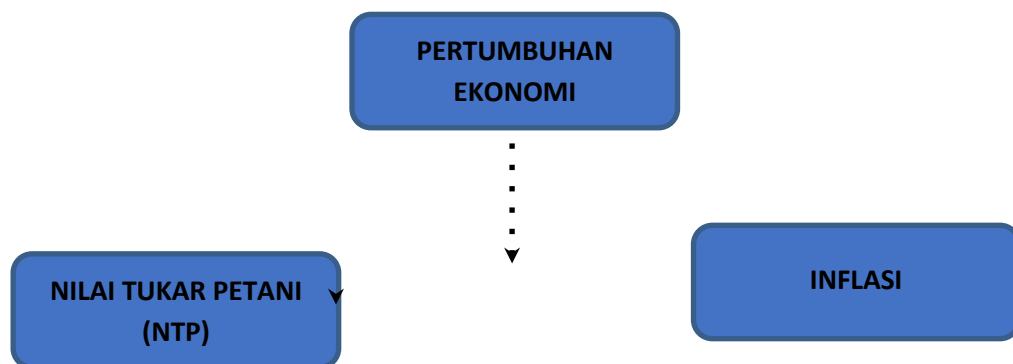 PERTUMBUHAN
EKONOMI
NILAI TUKAR PETANI
(NTP)
INFLASI